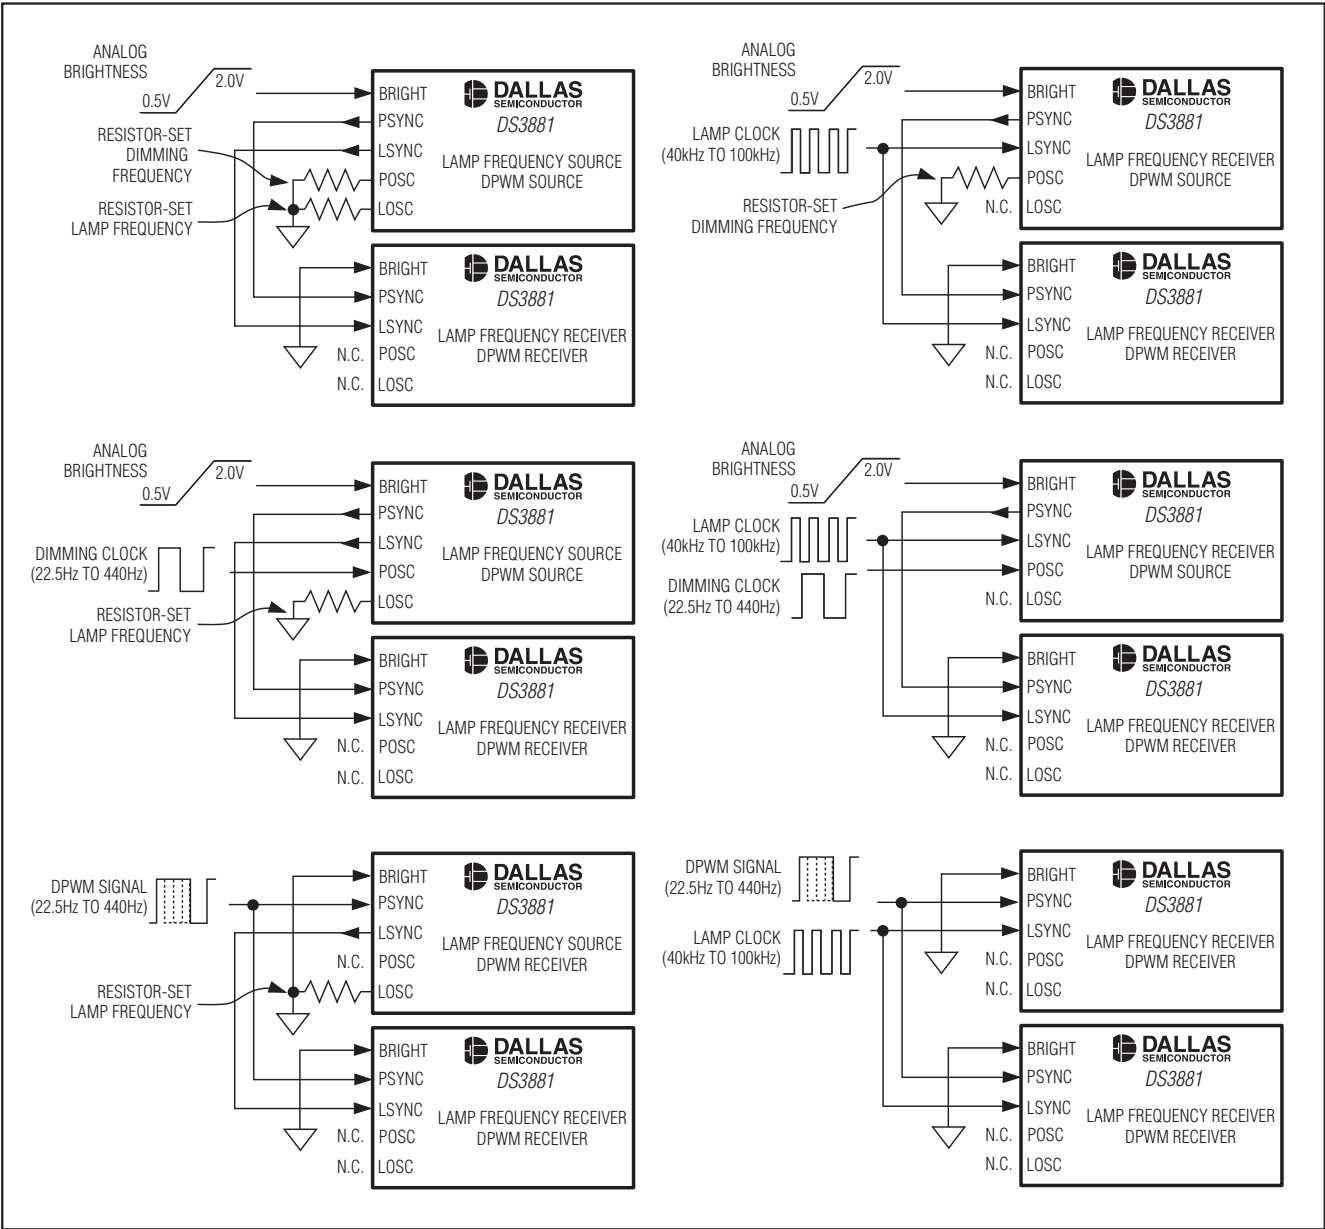 ANALOG
BRIGHTNESS
0.5V
2.0V
RESISTOR-SET
DIMMING
FREQUENCY
RESISTOR-SET
LAMP FREQUENCY
BRIGHT
PSYNC
LSYNC
POSC
LOSC
DALLAS
SEMICONDUCTOR
DS3881
LAMP FREQUENCY SOURCE
DPWM SOURCE
BRIGHT
PSYNC
LSYNC
N.C. POSC
N.C. LOSC
DALLAS
SEMICONDUCTOR
DS3881
LAMP FREQUENCY RECEIVER
DPWM RECEIVER
ANALOG
BRIGHTNESS
0.5V
2.0V
LAMP CLOCK
(40kHz TO 100kHz)
RESISTOR-SET
DIMMING FREQUENCY
BRIGHT
PSYNC
LSYNC
POSC
N.C. LOSC
DALLAS
SEMICONDUCTOR
DS3881
LAMP FREQUENCY RECEIVER
DPWM SOURCE
BRIGHT
PSYNC
LSYNC
N.C. POSC
N.C. LOSC
DALLAS
SEMICONDUCTOR
DS3881
LAMP FREQUENCY RECEIVER
DPWM RECEIVER
ANALOG
BRIGHTNESS
0.5V
2.0V
DIMMING CLOCK
(22.5Hz TO 440Hz)
RESISTOR-SET
LAMP FREQUENCY
BRIGHT
PSYNC
LSYNC
POSC
LOSC
DALLAS
SEMICONDUCTOR
DS3881
LAMP FREQUENCY SOURCE
DPWM SOURCE
BRIGHT
PSYNC
LSYNC
N.C. POSC
N.C. LOSC
DALLAS
SEMICONDUCTOR
DS3881
LAMP FREQUENCY RECEIVER
DPWM RECEIVER
ANALOG
BRIGHTNESS
0.5V
2.0V
LAMP CLOCK
(40kHz TO 100kHz)
DIMMING CLOCK
(22.5Hz TO 440Hz)
BRIGHT
PSYNC
LSYNC
POSC
N.C. LOSC
DALLAS
SEMICONDUCTOR
DS3881
LAMP FREQUENCY RECEIVER
DPWM SOURCE
BRIGHT
PSYNC
LSYNC
N.C. POSC
N.C. LOSC
DALLAS
SEMICONDUCTOR
DS3881
LAMP FREQUENCY RECEIVER
DPWM RECEIVER
DPWM SIGNAL
(22.5Hz TO 440Hz)
RESISTOR-SET
LAMP FREQUENCY
BRIGHT
PSYNC
LSYNC
N.C. POSC
LOSC
DALLAS
SEMICONDUCTOR
DS3881
LAMP FREQUENCY SOURCE
DPWM RECEIVER
BRIGHT
PSYNC
LSYNC
N.C. POSC
N.C. LOSC
DALLAS
SEMICONDUCTOR
DS3881
LAMP FREQUENCY RECEIVER
DPWM RECEIVER
DPWM SIGNAL
(22.5Hz TO 440Hz)
LAMP CLOCK
(40kHz TO 100kHz)
BRIGHT
PSYNC
LSYNC
N.C. POSC
N.C. LOSC
DALLAS
SEMICONDUCTOR
DS3881
LAMP FREQUENCY RECEIVER
DPWM RECEIVER
BRIGHT
PSYNC
LSYNC
N.C. POSC
N.C. LOSC
DALLAS
SEMICONDUCTOR
DS3881
LAMP FREQUENCY RECEIVER
DPWM RECEIVER